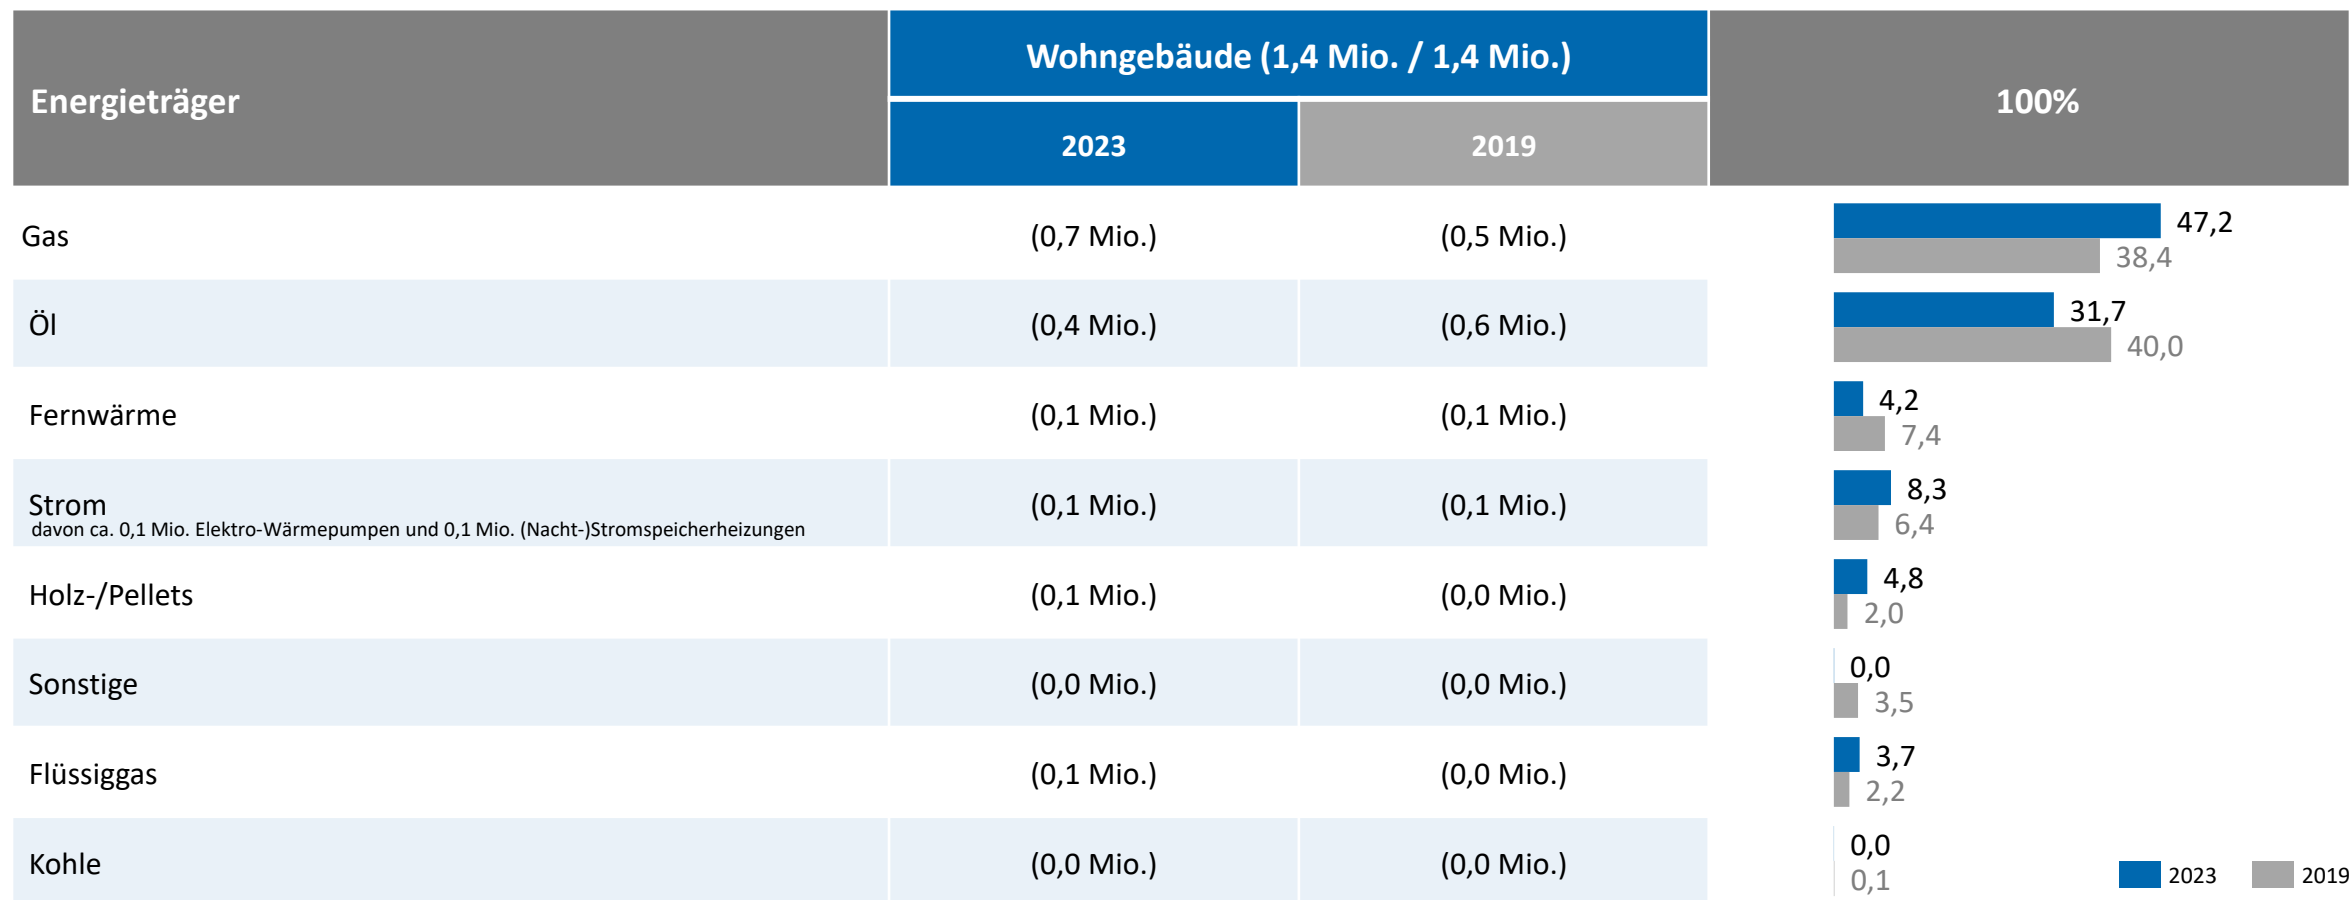 Energieträger
Wohngebäude (1,4 Mio. / 1,4 Mio.)
2023
2019
100%
Gas
(0,7 Mio.)
(0,5 Mio.)
47,2
38,4
Öl
(0,4 Mio.)
(0,6 Mio.)
31,7
40,0
Fernwärme
(0,1 Mio.)
(0,1 Mio.)
4,2
7,4
Strom
davon ca. 0,1 Mio. Elektro-Wärmepumpen und 0,1 Mio. (Nacht-)Stromspeicherheizungen
(0,1 Mio.)
(0,1 Mio.)
8,3
6,4
Holz-/Pellets
(0,1 Mio.)
(0,0 Mio.)
4,8
2,0
Sonstige
(0,0 Mio.)
(0,0 Mio.)
0,0
3,5
Flüssiggas
(0,1 Mio.)
(0,0 Mio.)
3,7
2,2
Kohle
(0,0 Mio.)
(0,0 Mio.)
0,0
0,1
2023
2019